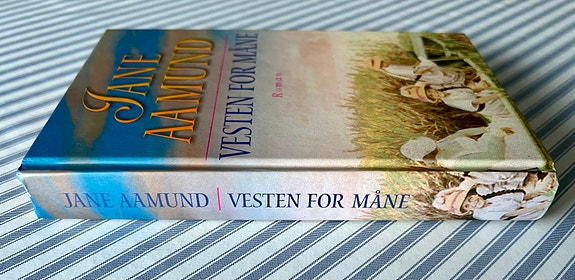 JANE
AAMUND
VESTEN FOR MÅNE
Roman
JANE AAMUND | VESTEN FOR MÅNE